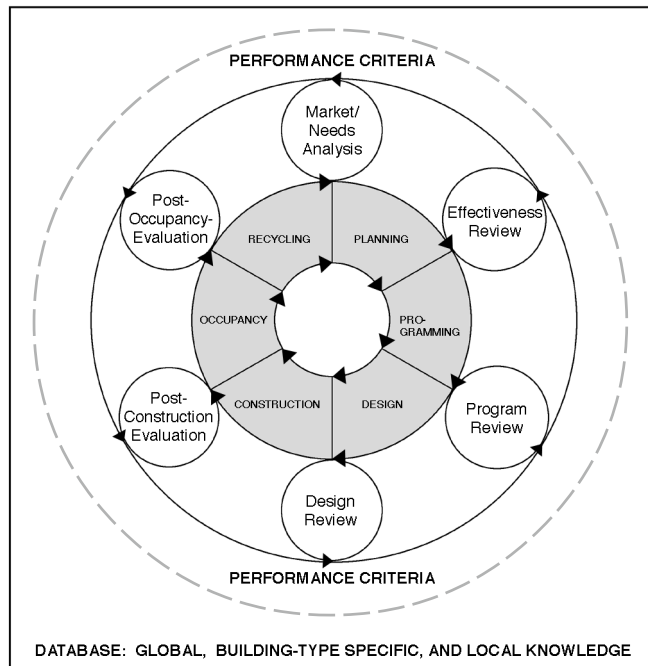 PERFORMANCE CRITERIA
Market/
Needs
Analysis
Post-
Occupancy-
Evaluation
Effectiveness
Review
RECYCLING
PLANNING
OCCUPANCY
PRO-
GRAMMING
CONSTRUCTION
DESIGN
Post-
Construction
Evaluation
Program
Review
Design
Review
PERFORMANCE CRITERIA
DATABASE: GLOBAL, BUILDING-TYPE SPECIFIC, AND LOCAL KNOWLEDGE